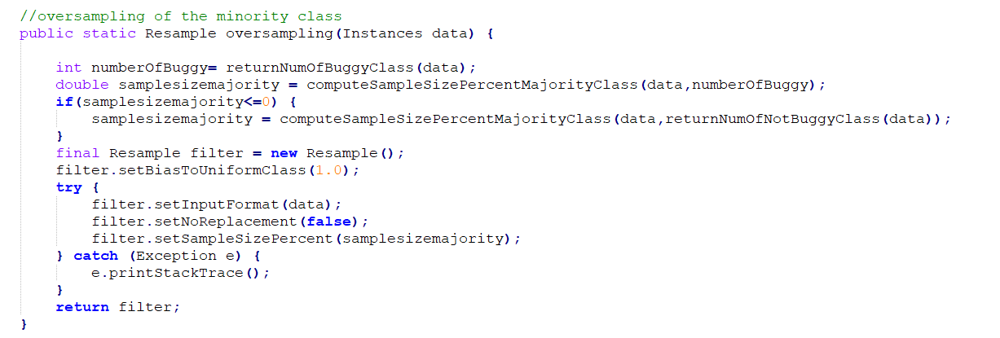 //oversampling of the minority class
public static Resample oversampling(Instances data) {
int numberOfBuggy= returnNumOfBuggyClass(data);
double samplesizemajority = computeSampleSizePercentMajorityClass(data,numberOfBuggy);
if(samplesizemajority<=0) {
samplesizemajority = computeSampleSizePercentMajorityClass(data,returnNumOfNotBuggyClass(data));
}
final Resample filter = new Resample();
filter.setBiasToUniformClass(1.0);
try {
filter.setInputFormat(data);
filter.setNoReplacement(false);
filter.setSampleSizePercent(samplesizemajority);
} catch (Exception e) {
e.printStackTrace();
}
return filter;
}